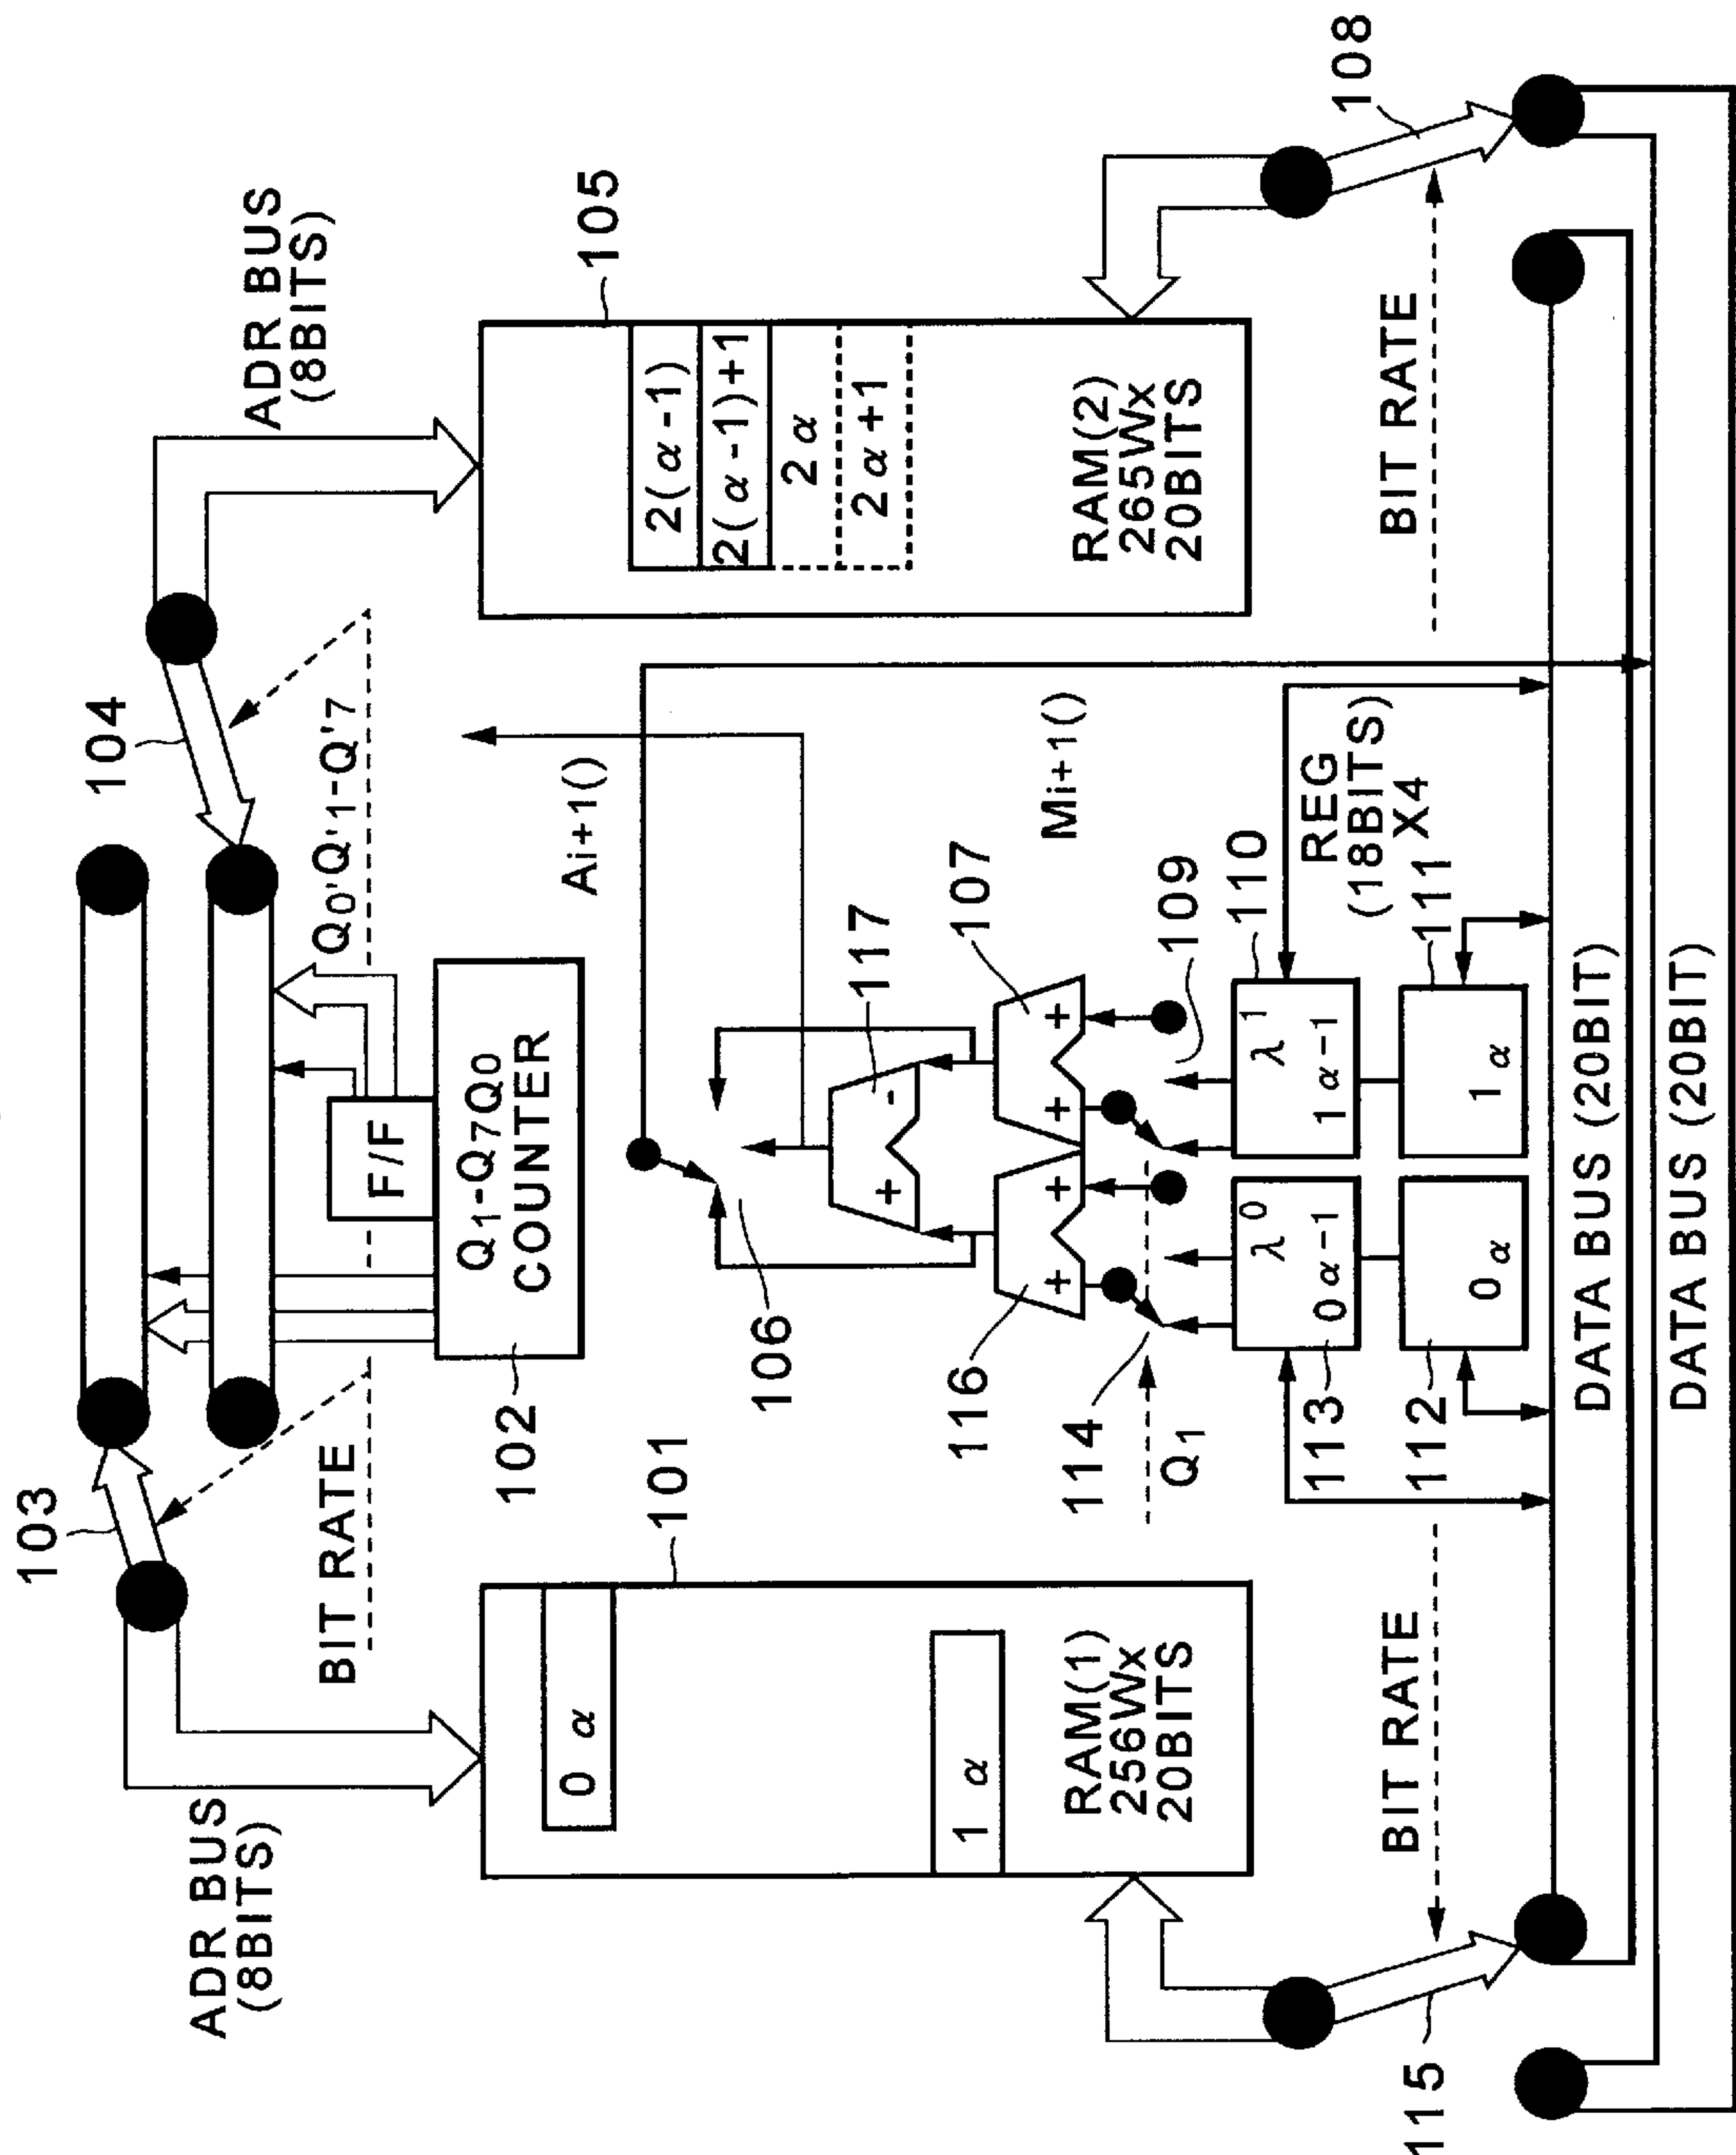 103
104
ADR BUS
(8BITS)
ADR BUS
(8BITS)
BIT RATE
F/F
Q0'Q'1-Q'7
Q1-Q7Q0
COUNTER
102
101
105
0 α
1 α
RAM(1)
256Wx
20BITS
2(α-1)
2(α-1)+1
2α
2α+1
RAM(2)
265Wx
20BITS
Ai+1()
106
117
+
-
116
107
+
+
+
+
Mi+1()
114
109
Q1
113
λ0
0α-1
λ1
1α-1
110
REG
(18BITS)
X4
112
0α
1α
111
BIT RATE
BIT RATE
115
108
DATA BUS (20BIT)
DATA BUS (20BIT)